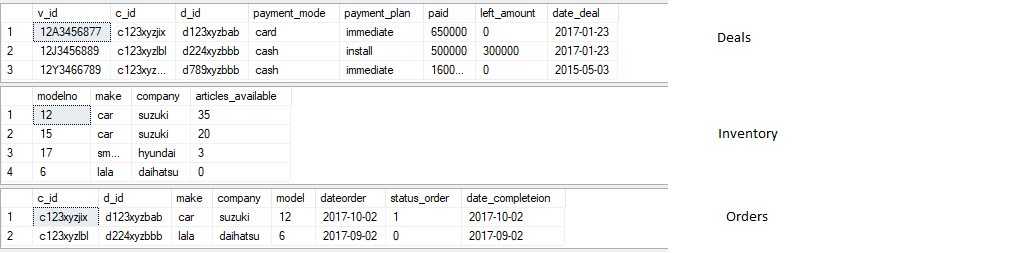 v_id c_id d_id payment_mode payment_plan paid left_amount date_deal
1 12A3456877 c123xyzjix d123xyzbab card immediate 650000 0 2017-01-23
2 12J3456889 c123xyzlbl d224xyzbbb cash install 500000 300000 2017-01-23
3 12Y3466789 c123xyz... d789xyzbbb cash immediate 1600... 0 2015-05-03
Deals
modelno make company articles_available
1 12 car suzuki 35
2 15 car suzuki 20
3 17 sm... hyundai 3
4 6 lala daihatsu 0
Inventory
c_id d_id make company model dateorder status_order date_completeion
1 c123xyzjix d123xyzbab car suzuki 12 2017-10-02 1 2017-10-02
2 c123xyzlbl d224xyzbbb lala daihatsu 6 2017-09-02 0 2017-09-02
Orders